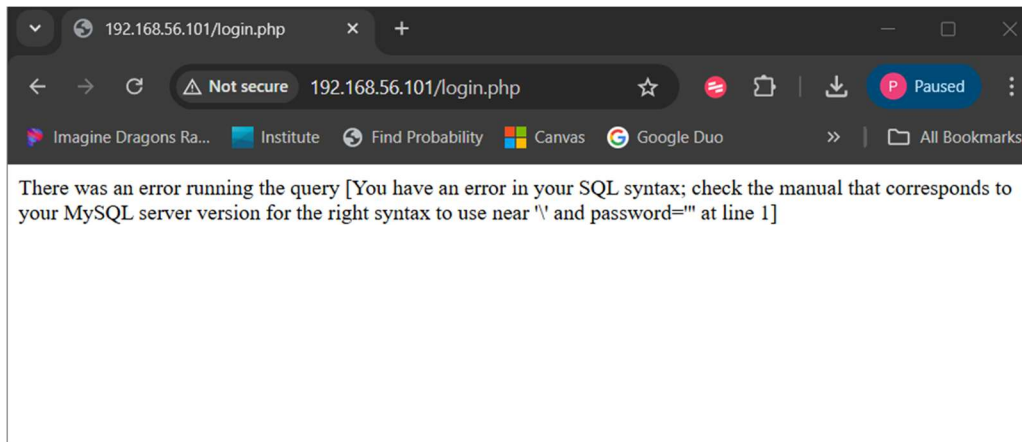 192.168.56.101/login.php
Not secure 192.168.56.101/login.php P Paused
Imagine Dragons Ra... Institute Find Probability Canvas Google Duo » All Bookmarks
There was an error running the query [You have an error in your SQL syntax; check the manual that corresponds to
your MySQL server version for the right syntax to use near '\' and password=''' at line 1]